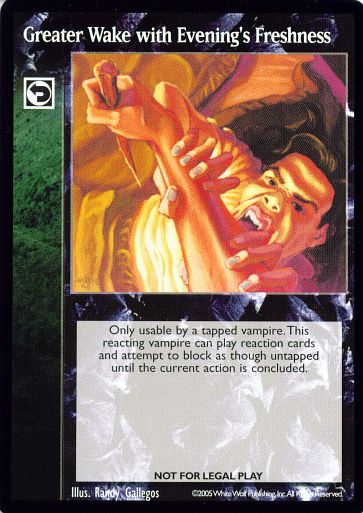 Greater Wake with Evening's Freshness
Only usable by a tapped vampire. This
reacting vampire can play reaction cards
and attempt to block as though untapped
until the current action is concluded.
NOT FOR LEGAL PLAY
Illus. Randy Gallegos
©2005 White Wolf Publishing, Inc. All Rights Reserved.